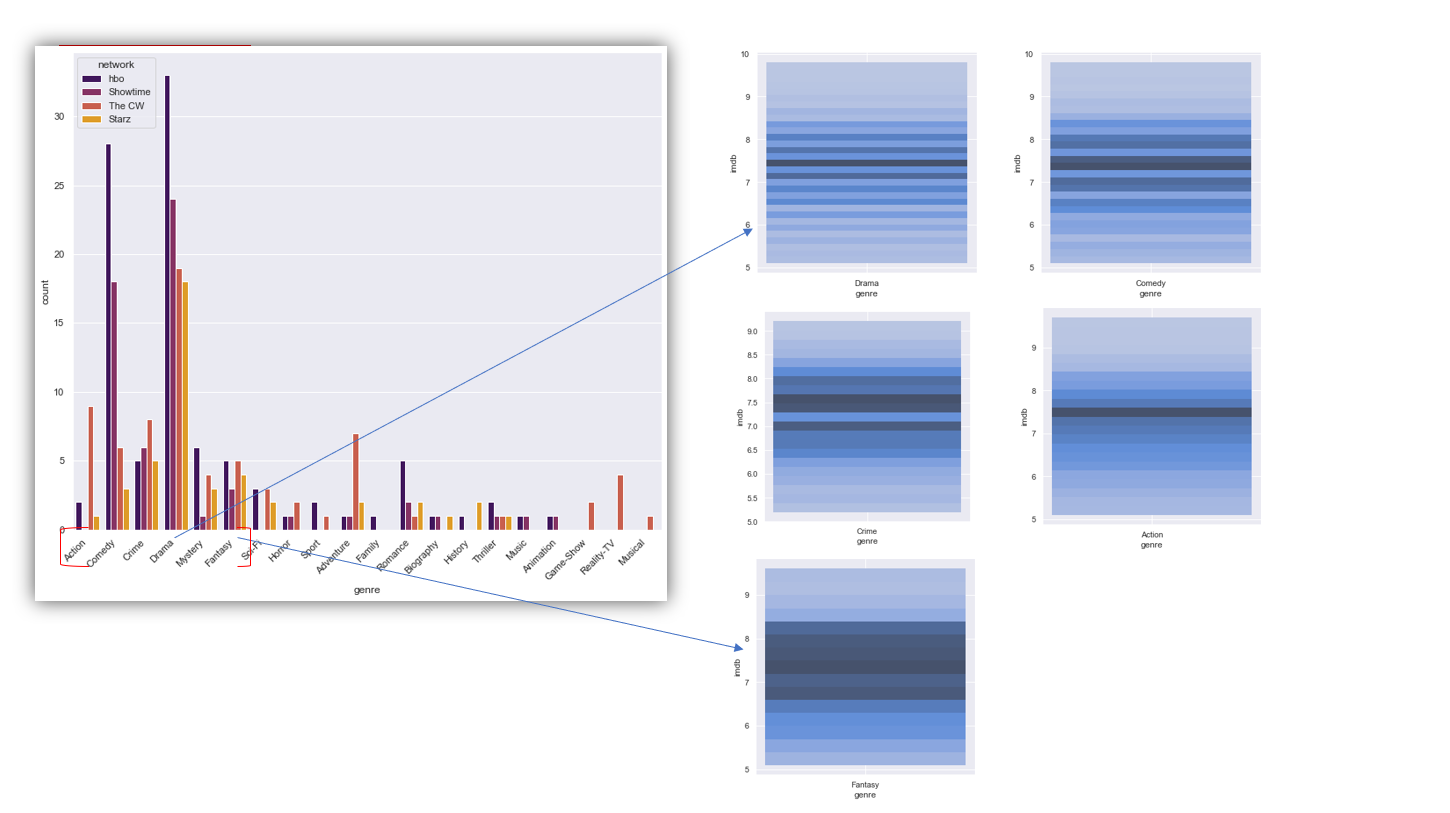 network
hbo
Showtime
The CW
Starz
30
25
20
15
10
5
0
count
Action
Comedy
Crime
Drama
Mystery
Fantasy
Sci-Fi
Horror
Sport
Adventure
Family
Romance
Biography
History
Thriller
Music
Animation
Game-Show
Reality-TV
Musical
genre
10
9
8
7
6
5
imdb
Drama
genre
10
9
8
7
6
5
imdb
Comedy
genre
9.0
8.5
8.0
7.5
7.0
6.5
6.0
5.5
5.0
imdb
Crime
genre
9
8
7
6
5
imdb
Action
genre
9
8
7
6
5
imdb
Fantasy
genre